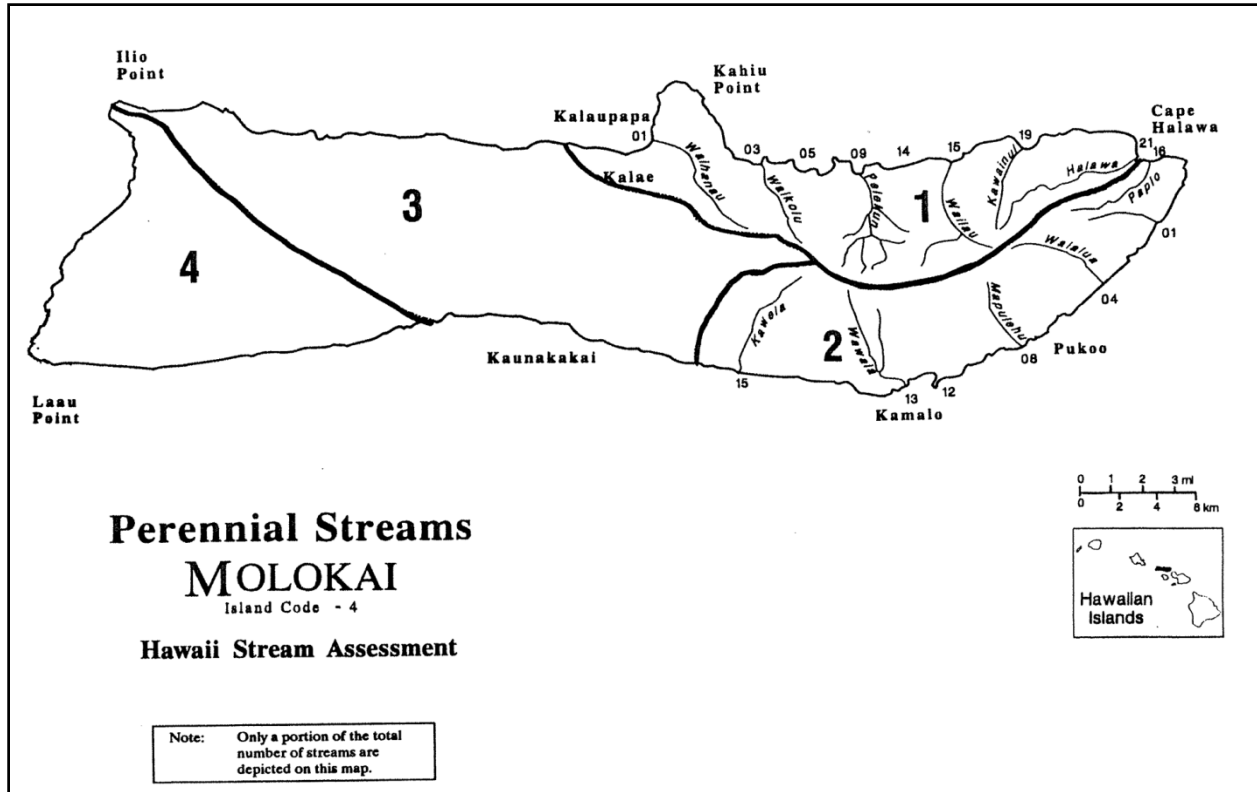 Ilio
Point
Kahiu
Point
Kalaupapa
Cape
Halawa
01
03
05
09
14
15
19
21
16
Kalae
Waihanau
Waikolu
Pelekun
Wailau
Kawainui
Halawa
Papio
1
3
4
2
01
Waialua
04
Kawela
Wawaia
Mapulehu
08
Pukoo
Kaunakakai
15
13
12
Kamalo
Laau
Point
0 1 2 3 mi
0 2 4 6 km
Perennial Streams
MOLOKAI
Island Code - 4
Hawaii Stream Assessment
Hawaiian
Islands
Note: Only a portion of the total
number of streams are
depicted on this map.